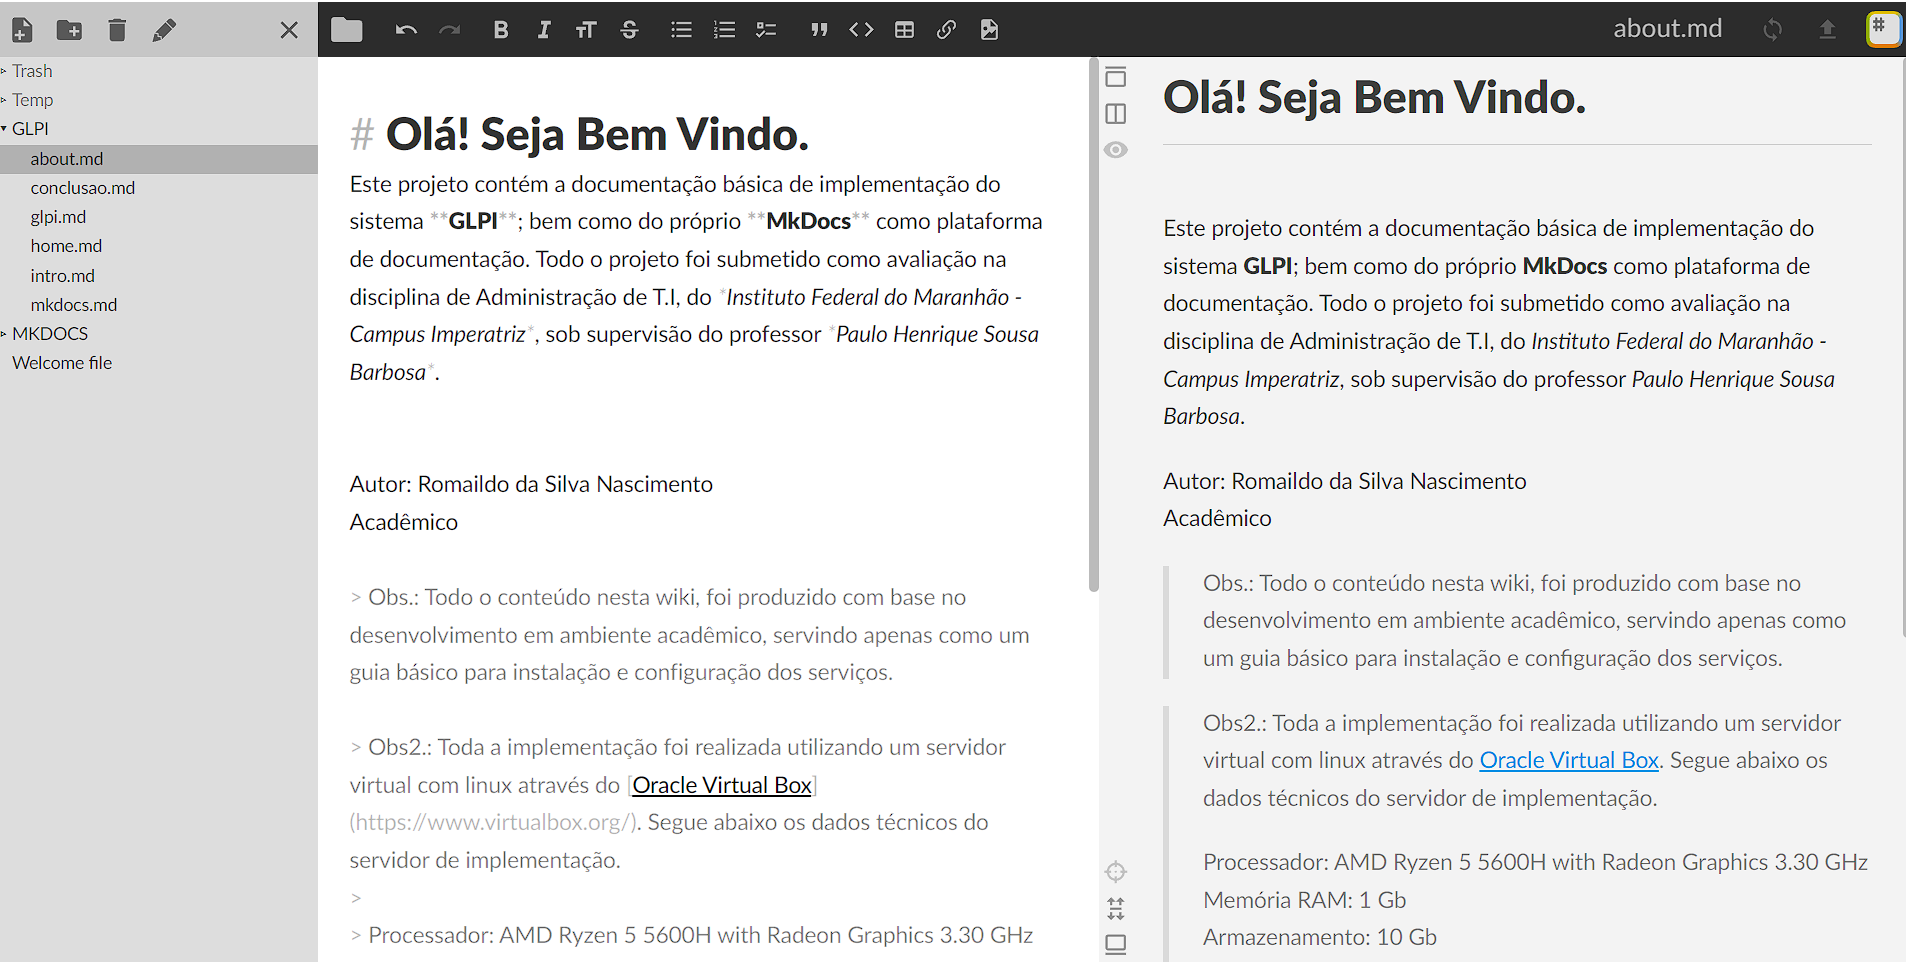 about.md
Trash
Temp
GLPI
about.md
conclusao.md
glpi.md
home.md
intro.md
mkdocs.md
MKDOCS
Welcome file
# Olá! Seja Bem Vindo.
Este projeto contém a documentação básica de implementação do
sistema **GLPI**; bem como do próprio **MkDocs** como plataforma
de documentação. Todo o projeto foi submetido como avaliação na
disciplina de Administração de T.I, do *Instituto Federal do Maranhão -
Campus Imperatriz*, sob supervisão do professor *Paulo Henrique Sousa
Barbosa*.
Autor: Romaildo da Silva Nascimento
Acadêmico
> Obs.: Todo o conteúdo nesta wiki, foi produzido com base no
desenvolvimento em ambiente acadêmico, servindo apenas como um
guia básico para instalação e configuração dos serviços.
> Obs2.: Toda a implementação foi realizada utilizando um servidor
virtual com linux através do [Oracle Virtual Box]
(https://www.virtualbox.org/). Segue abaixo os dados técnicos do
servidor de implementação.
>
> Processador: AMD Ryzen 5 5600H with Radeon Graphics 3.30 GHz
Olá! Seja Bem Vindo.
Este projeto contém a documentação básica de implementação do
sistema GLPI; bem como do próprio MkDocs como plataforma de
documentação. Todo o projeto foi submetido como avaliação na
disciplina de Administração de T.I, do Instituto Federal do Maranhão -
Campus Imperatriz, sob supervisão do professor Paulo Henrique Sousa
Barbosa.
Autor: Romaildo da Silva Nascimento
Acadêmico
Obs.: Todo o conteúdo nesta wiki, foi produzido com base no
desenvolvimento em ambiente acadêmico, servindo apenas como
um guia básico para instalação e configuração dos serviços.
Obs2.: Toda a implementação foi realizada utilizando um servidor
virtual com linux através do Oracle Virtual Box. Segue abaixo os
dados técnicos do servidor de implementação.
Processador: AMD Ryzen 5 5600H with Radeon Graphics 3.30 GHz
Memória RAM: 1 Gb
Armazenamento: 10 Gb